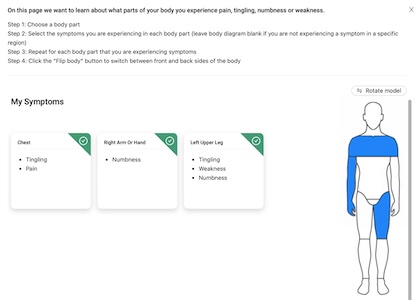 On this page we want to learn about what parts of your body you experience pain, tingling, numbness or weakness.
Step 1: Choose a body part
Step 2: Select the symptoms you are experiencing in each body part (leave body diagram blank if you are not experiencing a symptom in a specific
region)
Step 3: Repeat for each body part that you are experiencing symptoms
Step 4: Click the "Flip body" button to switch between front and back sides of the body
Rotate model
My Symptoms
Chest
• Tingling
• Pain
Right Arm Or Hand
• Numbness
Left Upper Leg
• Tingling
• Weakness
• Numbness